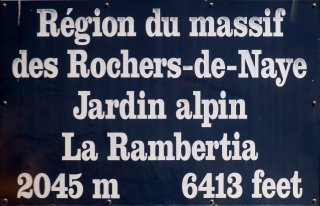 Région du massif
des Rochers-de-Naye
Jardin alpin
La Rambertia
2045 m 6413 feet